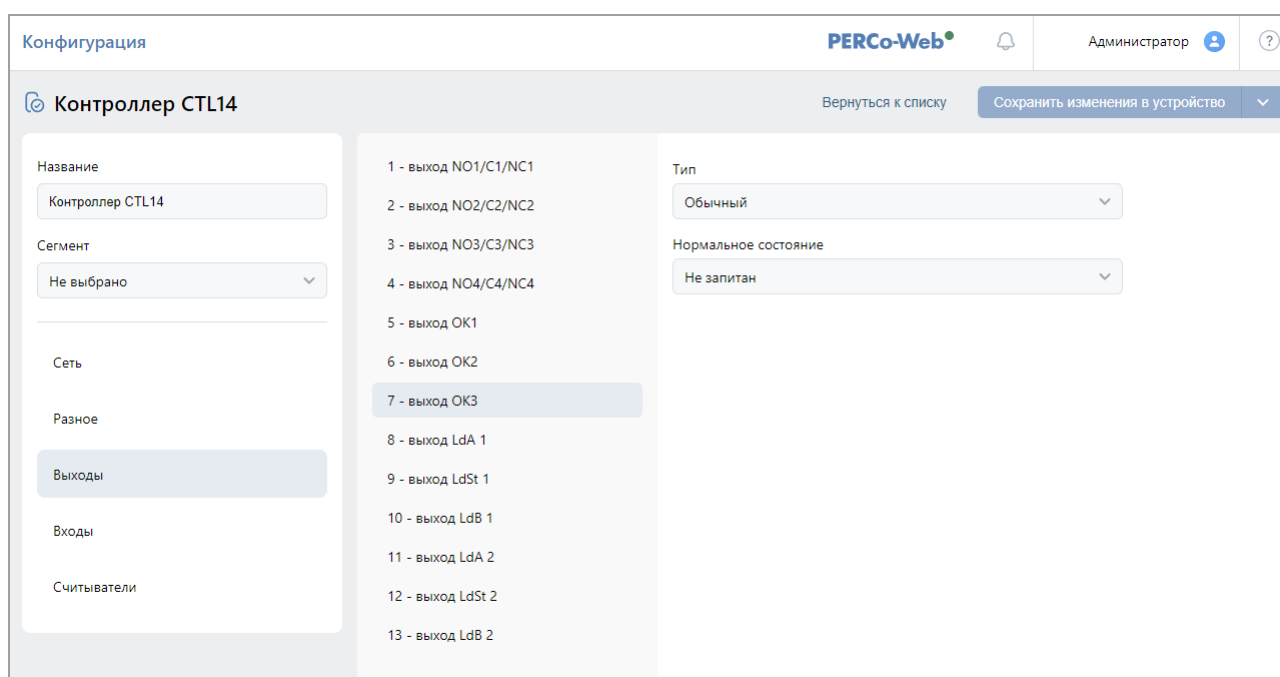 Конфигурация
PERCo-Web
Администратор
?
Контроллер CTL14
Вернуться к списку
Сохранить изменения в устройство
Название
Контроллер CTL14
Сегмент
Не выбрано
Сеть
Разное
Выходы
Входы
Считыватели
1 - выход NO1/C1/NC1
2 - выход NO2/C2/NC2
3 - выход NO3/C3/NC3
4 - выход NO4/C4/NC4
5 - выход OK1
6 - выход OK2
7 - выход OK3
8 - выход LdA 1
9 - выход LdSt 1
10 - выход LdB 1
11 - выход LdA 2
12 - выход LdSt 2
13 - выход LdB 2
Тип
Обычный
Нормальное состояние
Не запитан